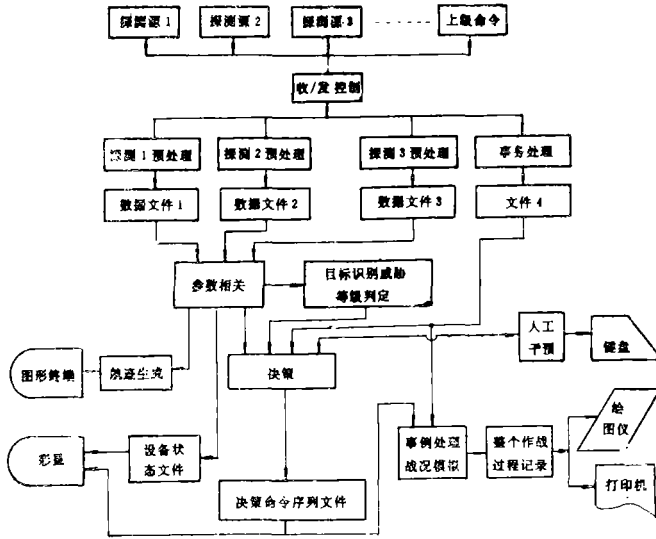 探测源1
探测源2
探测源3
上级命令
收/发控制
探测1预处理
探测2预处理
探测3预处理
事务处理
数据文件1
数据文件2
数据文件3
文件4
参数相关
目标识别威胁
等级判定
人工
干预
键盘
图形终端
航迹生成
决策
绘
图仪
彩显
设备状
态文件
事例处理
战况模拟
整个作战
过程记录
打印机
决策命令序列文件